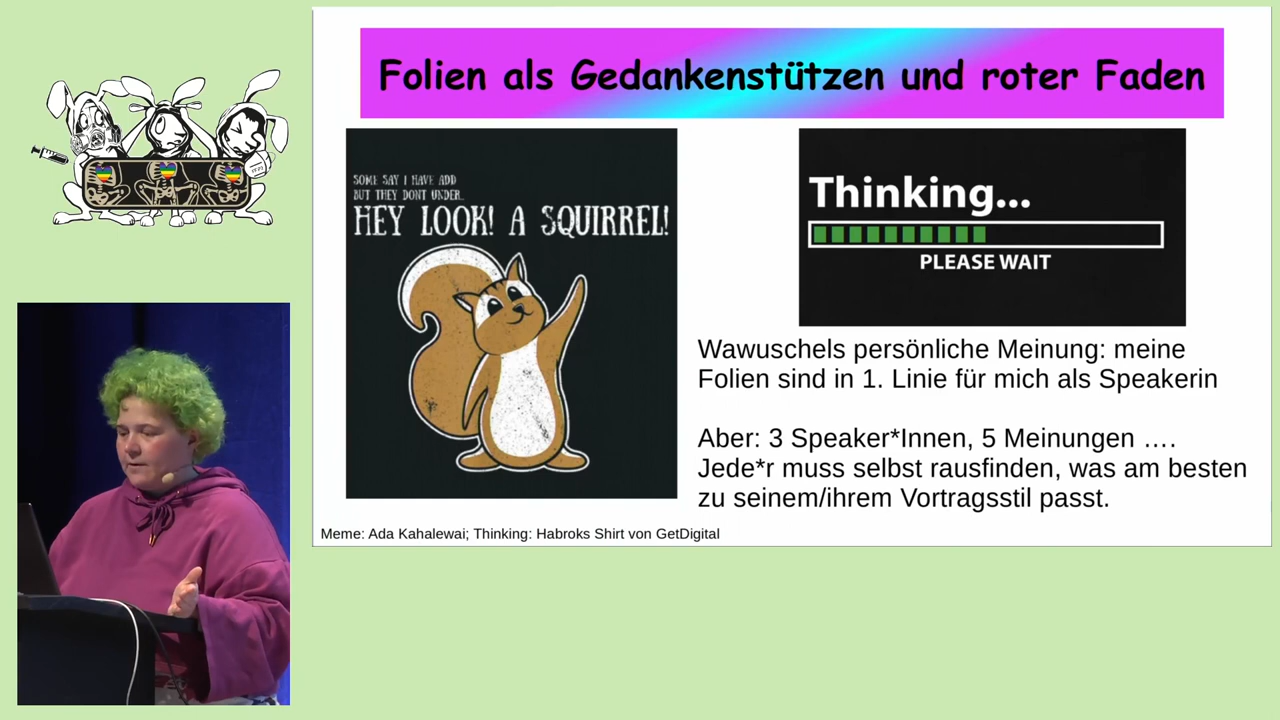 Folien als Gedankenstützen und roter Faden
SOME SAY I HAVE ADD
BUT THEY DONT UNDER..
HEY LOOK! A SQUIRREL!
Thinking...
PLEASE WAIT
Wawuschels persönliche Meinung: meine
Folien sind in 1. Linie für mich als Speakerin
Aber: 3 Speaker*Innen, 5 Meinungen ....
Jede*r muss selbst rausfinden, was am besten
zu seinem/ihrem Vortragsstil passt.
Meme: Ada Kahalewai; Thinking: Habroks Shirt von GetDigital